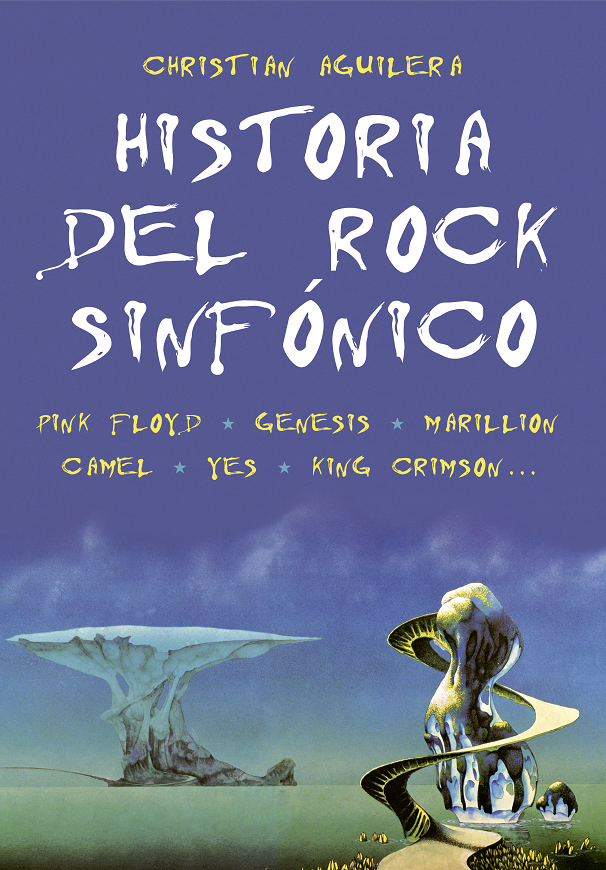 CHRISTIAN AGUILERA
HISTORIA
DEL ROCK
SINFÓNICO
PINK FLOYD ★ GENESIS ★ MARILLION
CAMEL ★ YES ★ KING CRIMSON...